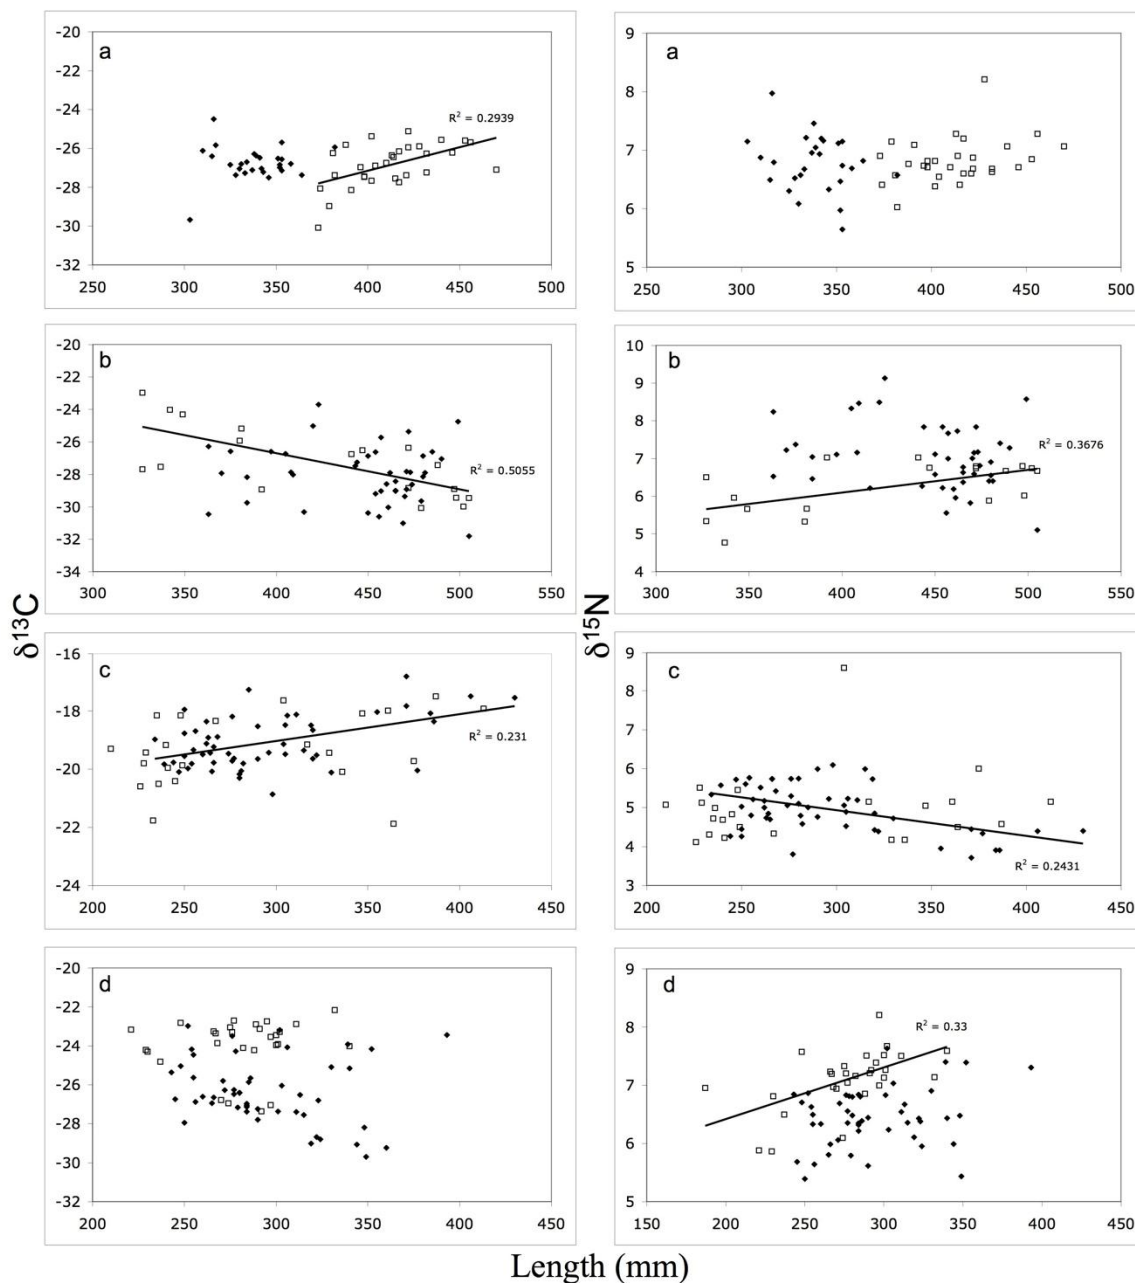 a
-20
-22
-24
-26
-28
-30
-32
R² = 0.2939
250 300 350 400 450 500
a
9
8
7
6
5
250 300 350 400 450 500
b
-20
-22
-24
-26
-28
-30
-32
-34
R² = 0.5055
300 350 400 450 500 550
b
10
9
8
7
6
5
4
R² = 0.3676
300 350 400 450 500 550
δ¹³C
δ¹⁵N
c
-16
-18
-20
-22
-24
R² = 0.231
200 250 300 350 400 450
c
9
8
7
6
5
4
3
R² = 0.2431
200 250 300 350 400 450
d
-20
-22
-24
-26
-28
-30
-32
200 250 300 350 400 450
d
9
8
7
6
5
R² = 0.33
150 200 250 300 350 400 450
Length (mm)